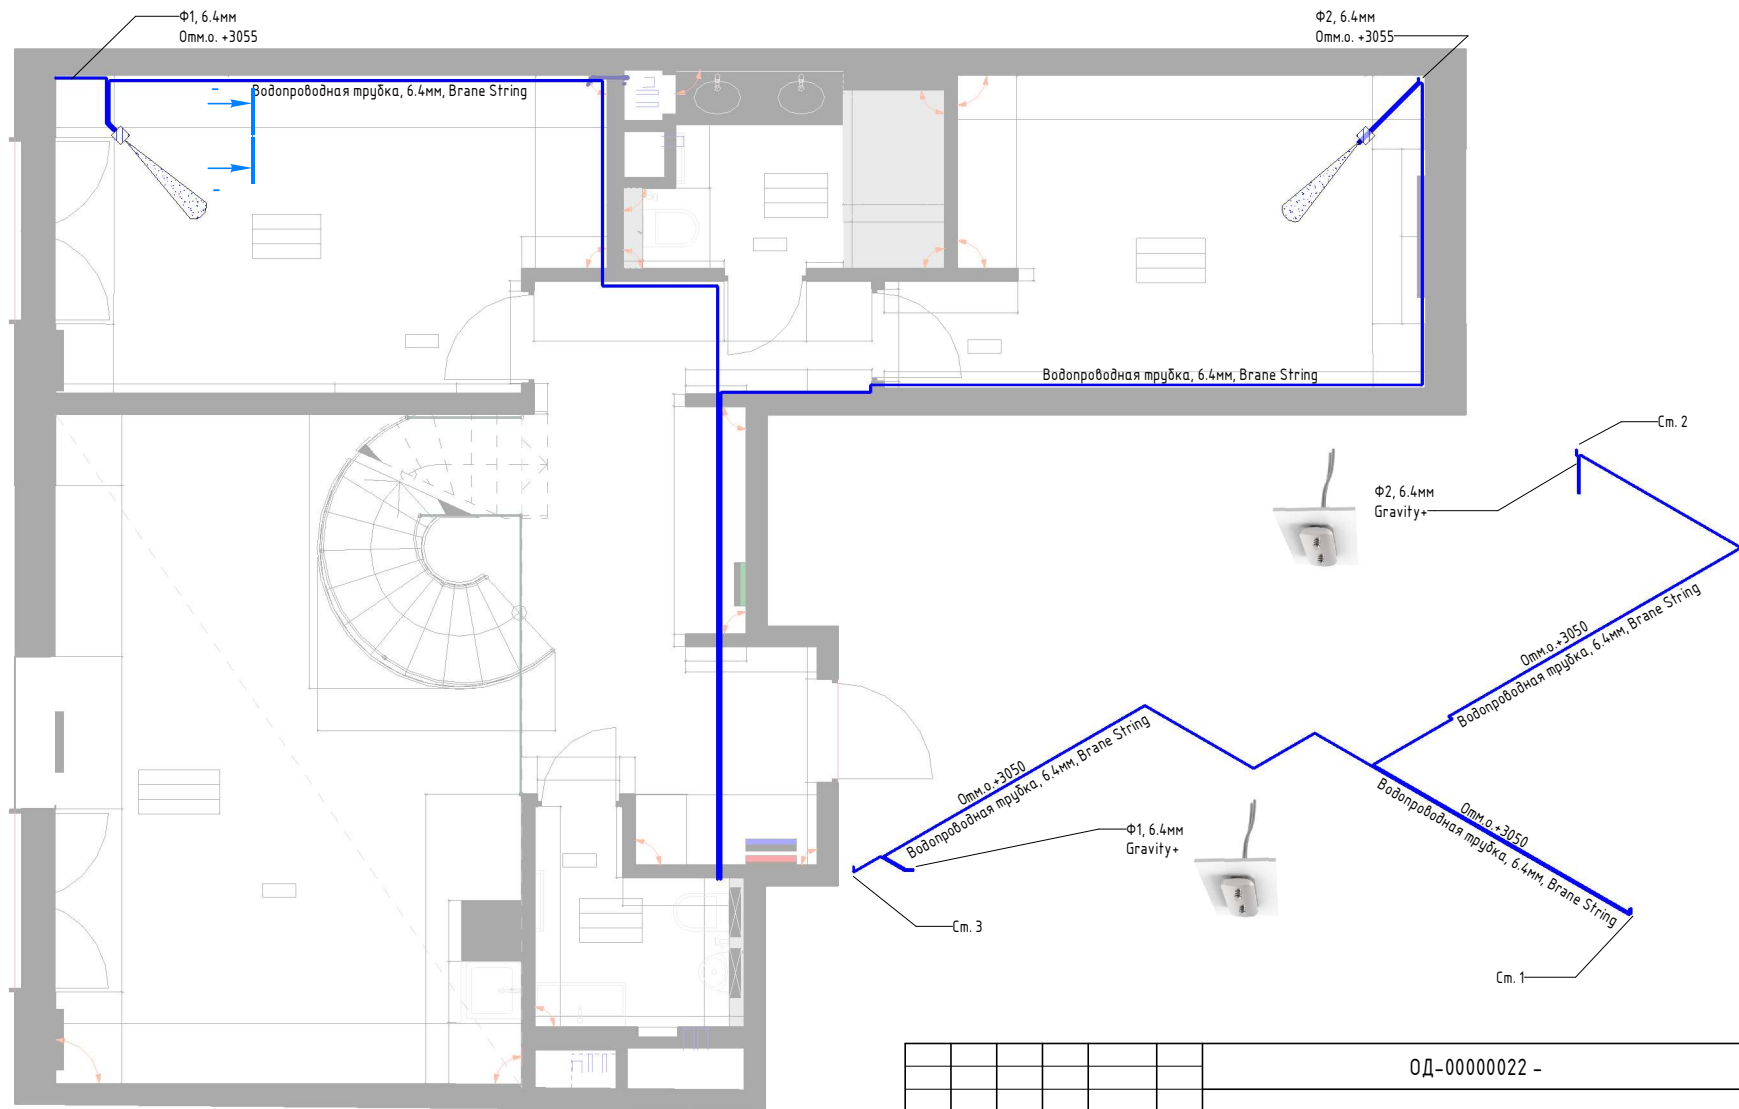 Ф1, 6.4мм
Отм.о. +3055
Ф2, 6.4мм
Отм.о. +3055
Водопроводная трубка, 6.4мм, Brane String
Водопроводная трубка, 6.4мм, Brane String
Ст. 2
Ф2, 6.4мм
Gravity+
Отм.о.+3050
Водопроводная трубка, 6.4мм, Brane String
Отм.о.+3050
Водопроводная трубка, 6.4мм, Brane String
Отм.о.+3050
Водопроводная трубка, 6.4мм, Brane String
Ф1, 6.4мм
Gravity+
Ст. 3
Ст. 1
ОД-00000022 -